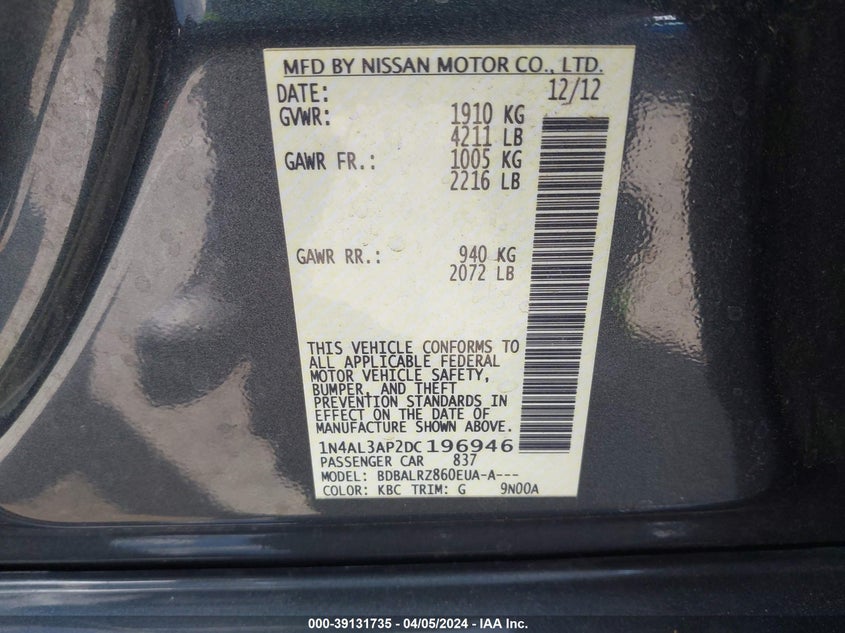 MFD BY NISSAN MOTOR CO., LTD.
DATE: 12/12
GVWR: 1910 KG
4211 LB
GAWR FR.: 1005 KG
2216 LB
GAWR RR.: 940 KG
2072 LB
THIS VEHICLE CONFORMS TO
ALL APPLICABLE FEDERAL
MOTOR VEHICLE SAFETY,
BUMPER, AND THEFT
PREVENTION STANDARDS IN
EFFECT ON THE DATE OF
MANUFACTURE SHOWN ABOVE.
1N4AL3AP2DC196946
PASSENGER CAR 837
MODEL: BDBALRZ860EUA-A---
COLOR: KBC TRIM: G 9N00A
000-39131735 - 04/05/2024 - IAA Inc.